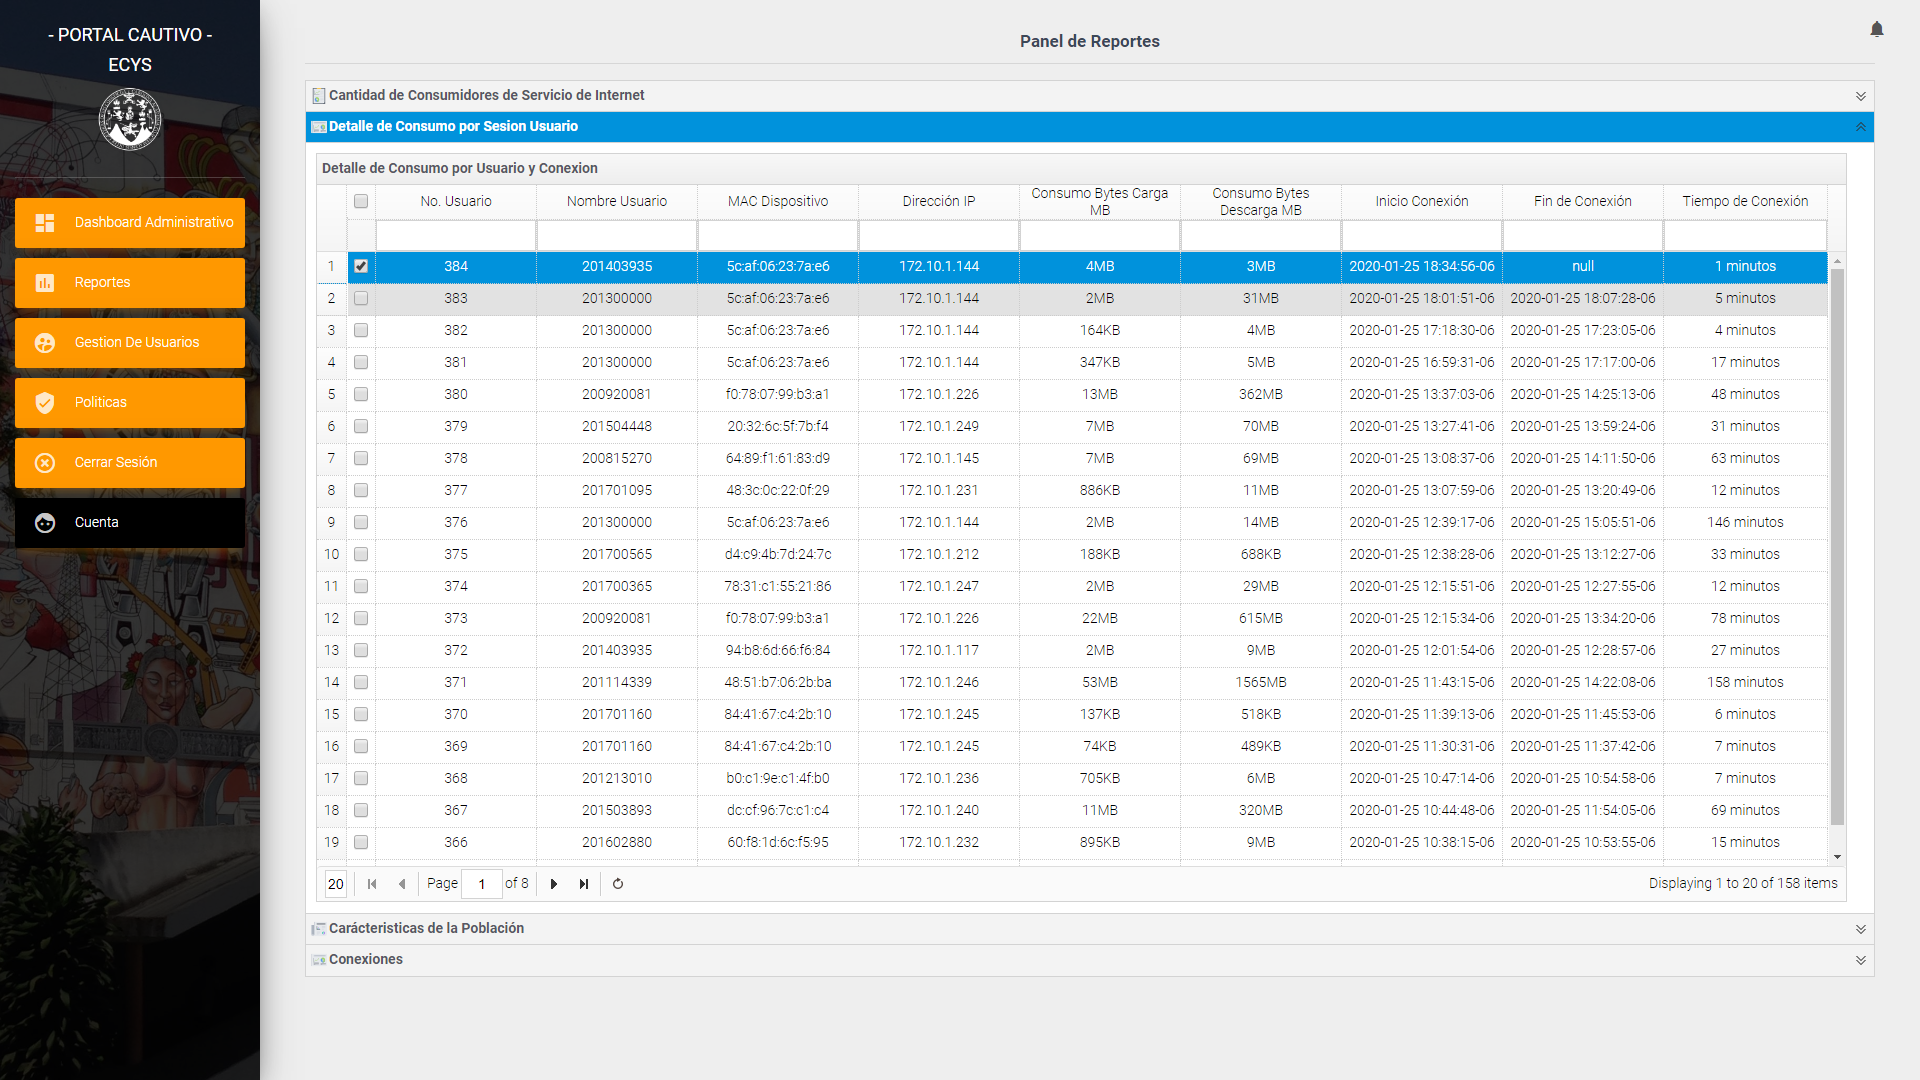 - PORTAL CAUTIVO -
ECYS
Dashboard Administrativo
Reportes
Gestion De Usuarios
Politicas
Cerrar Sesión
Cuenta
Panel de Reportes
Cantidad de Consumidores de Servicio de Internet
Detalle de Consumo por Sesion Usuario
Detalle de Consumo por Usuario y Conexion
No. Usuario Nombre Usuario MAC Dispositivo Dirección IP Consumo Bytes Carga MB Consumo Bytes Descarga MB Inicio Conexión Fin de Conexión Tiempo de Conexión
1 384 201403935 5c:af:06:23:7a:e6 172.10.1.144 4MB 3MB 2020-01-25 18:34:56-06 null 1 minutos
2 383 201300000 5c:af:06:23:7a:e6 172.10.1.144 2MB 31MB 2020-01-25 18:01:51-06 2020-01-25 18:07:28-06 5 minutos
3 382 201300000 5c:af:06:23:7a:e6 172.10.1.144 164KB 4MB 2020-01-25 17:18:30-06 2020-01-25 17:23:05-06 4 minutos
4 381 201300000 5c:af:06:23:7a:e6 172.10.1.144 347KB 5MB 2020-01-25 16:59:31-06 2020-01-25 17:17:00-06 17 minutos
5 380 200920081 f0:78:07:99:b3:a1 172.10.1.226 13MB 362MB 2020-01-25 13:37:03-06 2020-01-25 14:25:13-06 48 minutos
6 379 201504448 20:32:6c:5f:7b:f4 172.10.1.249 7MB 70MB 2020-01-25 13:27:41-06 2020-01-25 13:59:24-06 31 minutos
7 378 200815270 64:89:f1:61:83:d9 172.10.1.145 7MB 69MB 2020-01-25 13:08:37-06 2020-01-25 14:11:50-06 63 minutos
8 377 201701095 48:3c:0c:22:0f:29 172.10.1.231 886KB 11MB 2020-01-25 13:07:59-06 2020-01-25 13:20:49-06 12 minutos
9 376 201300000 5c:af:06:23:7a:e6 172.10.1.144 2MB 14MB 2020-01-25 12:39:17-06 2020-01-25 15:05:51-06 146 minutos
10 375 201700565 d4:c9:4b:7d:24:7c 172.10.1.212 188KB 688KB 2020-01-25 12:38:28-06 2020-01-25 13:12:27-06 33 minutos
11 374 201700365 78:31:c1:55:21:86 172.10.1.247 2MB 29MB 2020-01-25 12:15:51-06 2020-01-25 12:27:55-06 12 minutos
12 373 200920081 f0:78:07:99:b3:a1 172.10.1.226 22MB 615MB 2020-01-25 12:15:34-06 2020-01-25 13:34:20-06 78 minutos
13 372 201403935 94:b8:6d:66:f6:84 172.10.1.117 2MB 9MB 2020-01-25 12:01:54-06 2020-01-25 12:28:57-06 27 minutos
14 371 201114339 48:51:b7:06:2b:ba 172.10.1.246 53MB 1565MB 2020-01-25 11:43:15-06 2020-01-25 14:22:08-06 158 minutos
15 370 201701160 84:41:67:c4:2b:10 172.10.1.245 137KB 518KB 2020-01-25 11:39:13-06 2020-01-25 11:45:53-06 6 minutos
16 369 201701160 84:41:67:c4:2b:10 172.10.1.245 74KB 489KB 2020-01-25 11:30:31-06 2020-01-25 11:37:42-06 7 minutos
17 368 201213010 b0:c1:9e:c1:4f:b0 172.10.1.236 705KB 6MB 2020-01-25 10:47:14-06 2020-01-25 10:54:58-06 7 minutos
18 367 201503893 dc:cf:96:7c:c1:c4 172.10.1.240 11MB 320MB 2020-01-25 10:44:48-06 2020-01-25 11:54:05-06 69 minutos
19 366 201602880 60:f8:1d:6c:f5:95 172.10.1.232 895KB 9MB 2020-01-25 10:38:15-06 2020-01-25 10:53:55-06 15 minutos
20 Page 1 of 8 Displaying 1 to 20 of 158 items
Carácteristicas de la Población
Conexiones